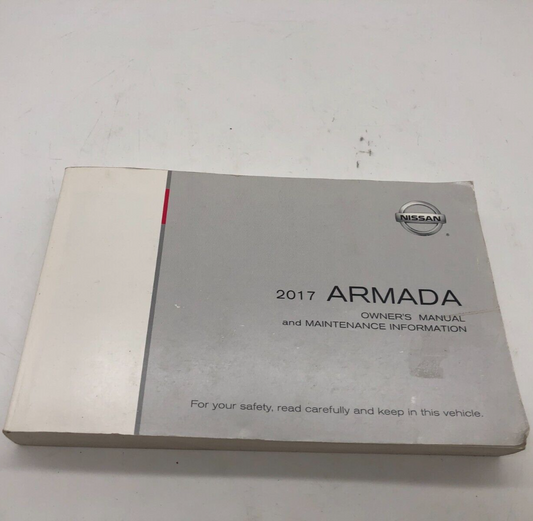 NISSAN
®
2017 ARMADA
OWNER'S MANUAL
and MAINTENANCE INFORMATION
For your safety, read carefully and keep in this vehicle.